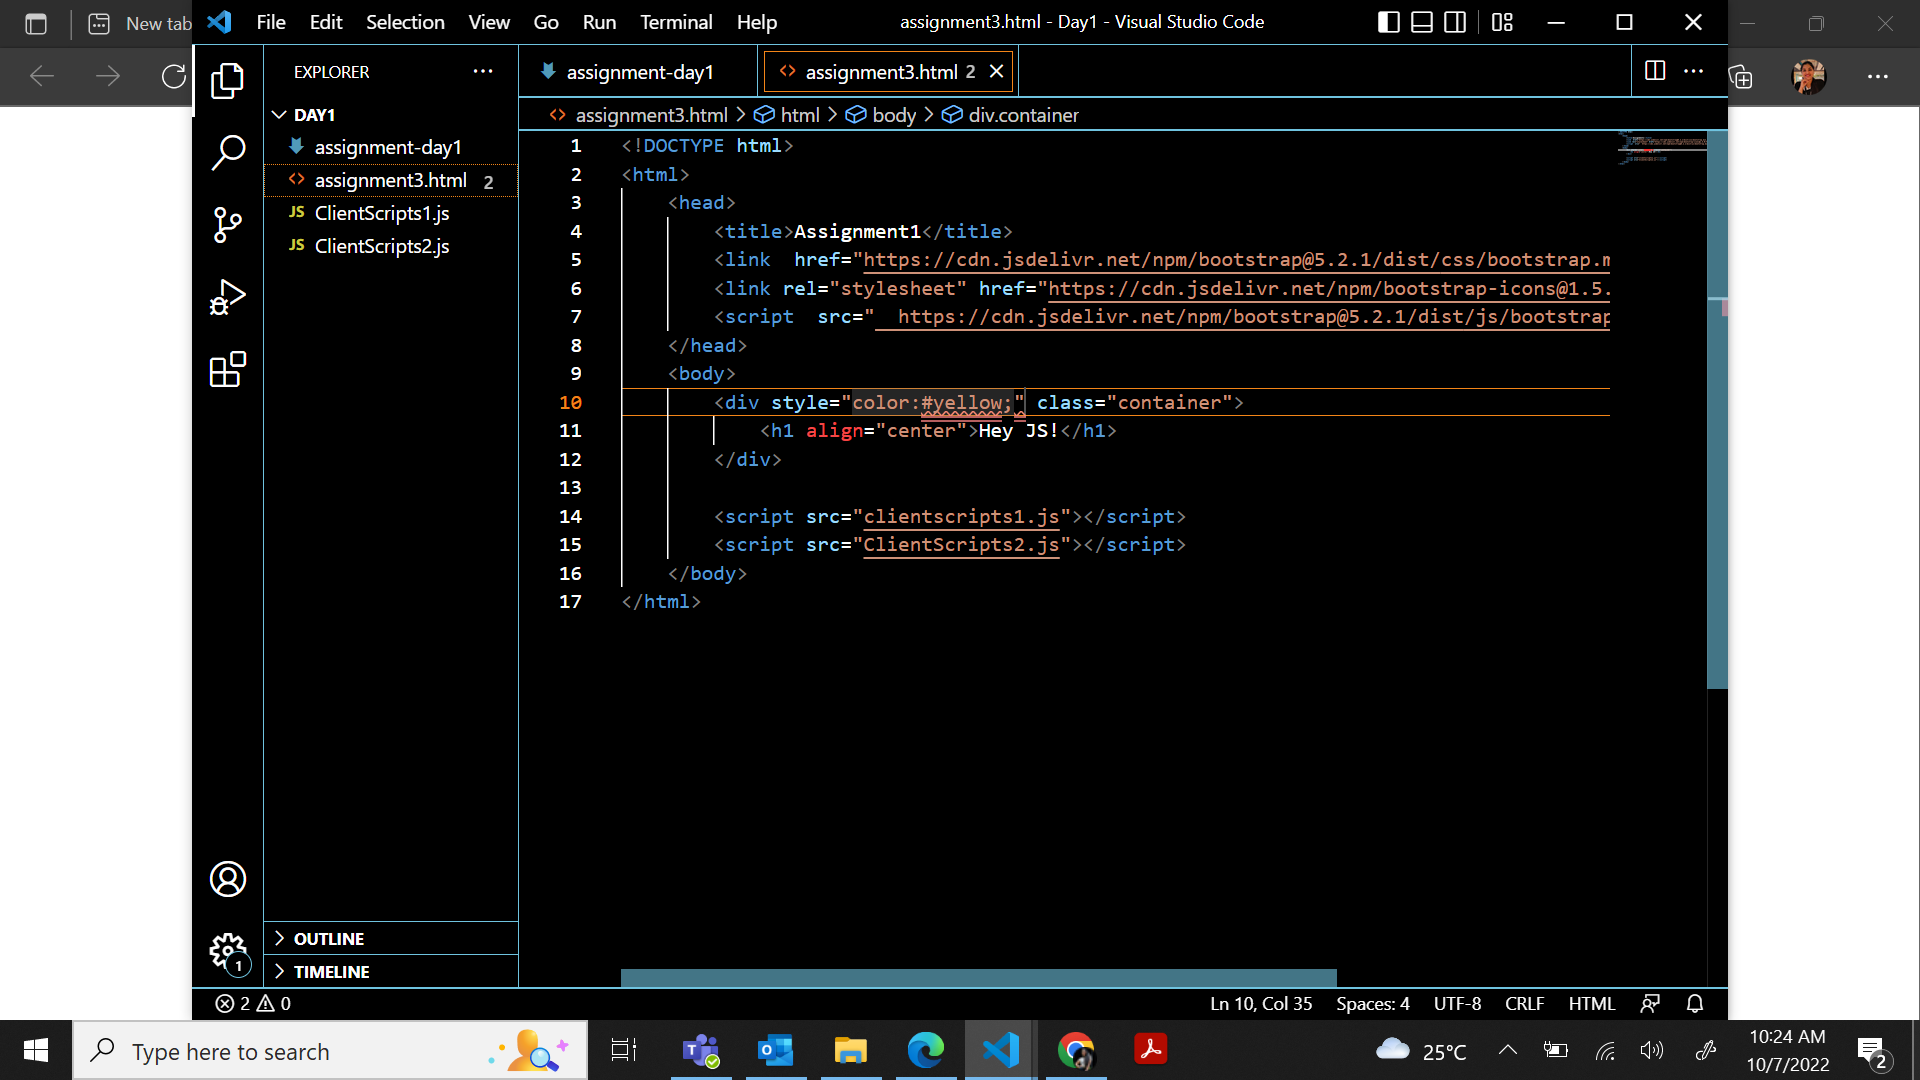 New tab
File Edit Selection View Go Run Terminal Help
assignment3.html - Day1 - Visual Studio Code
EXPLORER
DAY1
assignment-day1
assignment3.html 2
JS ClientScripts1.js
JS ClientScripts2.js
OUTLINE
TIMELINE
assignment-day1
assignment3.html 2
assignment3.html > html > body > div.container
1 <!DOCTYPE html>
2 <html>
3 <head>
4 <title>Assignment1</title>
5 <link  href="https://cdn.jsdelivr.net/npm/bootstrap@5.2.1/dist/css/bootstrap.m
6 <link rel="stylesheet" href="https://cdn.jsdelivr.net/npm/bootstrap-icons@1.5.
7 <script  src="  https://cdn.jsdelivr.net/npm/bootstrap@5.2.1/dist/js/bootstrap
8 </head>
9 <body>
10 <div style="color:#yellow;" class="container">
11 <h1 align="center">Hey JS!</h1>
12 </div>
13
14 <script src="clientscripts1.js"></script>
15 <script src="ClientScripts2.js"></script>
16 </body>
17 </html>
1
2 0
Ln 10, Col 35 Spaces: 4 UTF-8 CRLF HTML
Type here to search
25°C
10:24 AM
10/7/2022
2